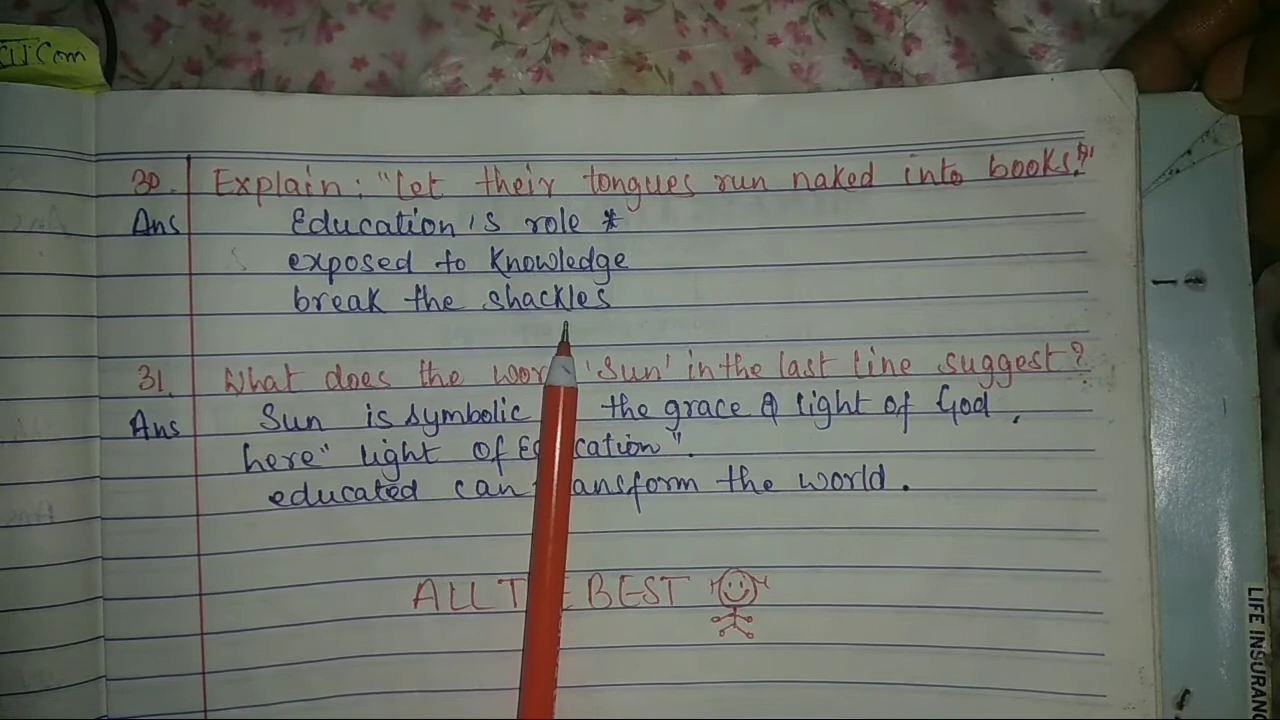 XII Com
30. Explain: "Let their tongues run naked into books"?
Ans Education's role *
exposed to knowledge
break the shackles
31. What does the wor 'Sun' in the last line suggest?
Ans Sun is symbolic the grace & light of God.
here "light of Ed cation".
educated can ansform the world.
ALL T E BEST
LIFE INSURANC